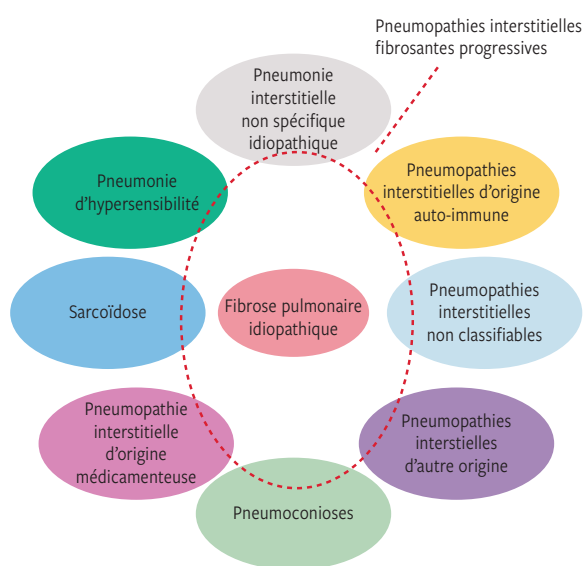 Pneumopathies interstitielles
fibrosantes progressives
Pneumonie
interstitielle
non spécifique
idiopathique
Pneumonie
d'hypersensibilité
Pneumopathies
interstitielles d'origine
auto-immune
Sarcoïdose
Fibrose pulmonaire
idiopathique
Pneumopathies
interstitielles
non classifiables
Pneumopathie
interstitielle
d'origine
médicamenteuse
Pneumopathies
interstielles
d'autre origine
Pneumoconioses